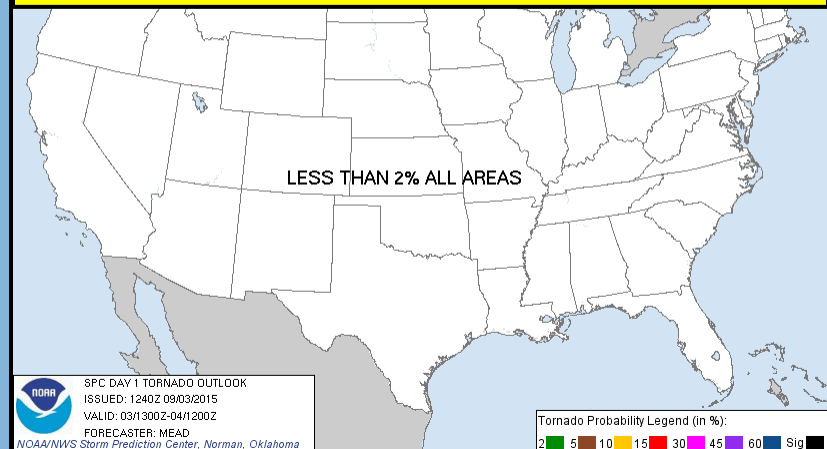 LESS THAN 2% ALL AREAS
NOAA
SPC DAY 1 TORNADO OUTLOOK
ISSUED: 1240Z 09/03/2015
VALID: 03/1300Z-04/1200Z
FORECASTER: MEAD
NOAA/NWS Storm Prediction Center, Norman, Oklahoma
Tornado Probability Legend (in %):
2 5 10 15 30 45 60 Sig